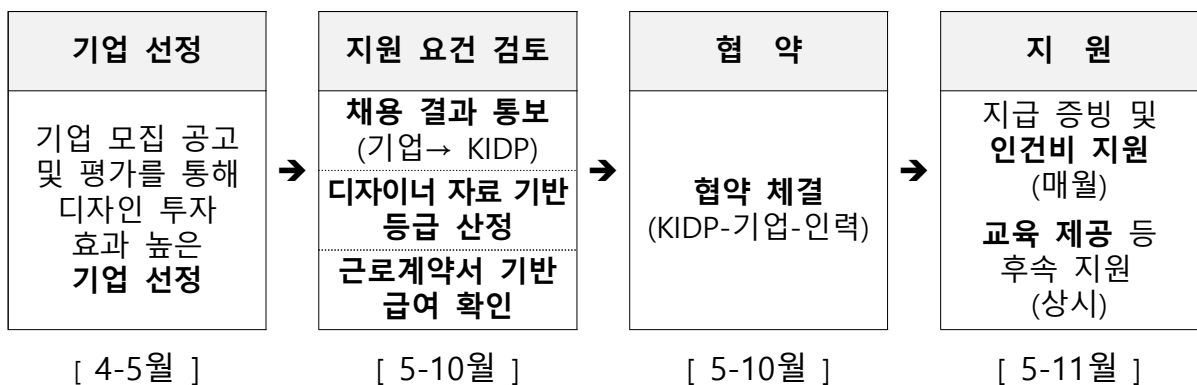 기업 선정
기업 모집 공고
및 평가를 통해
디자인 투자
효과 높은
기업 선정
[ 4-5월 ]
➔
지원 요건 검토
채용 결과 통보
(기업→ KIDP)
디자이너 자료 기반
등급 산정
근로계약서 기반
급여 확인
[ 5-10월 ]
➔
협 약
협약 체결
(KIDP-기업-인력)
[ 5-10월 ]
➔
지 원
지급 증빙 및
인건비 지원
(매월)
교육 제공 등
후속 지원
(상시)
[ 5-11월 ]